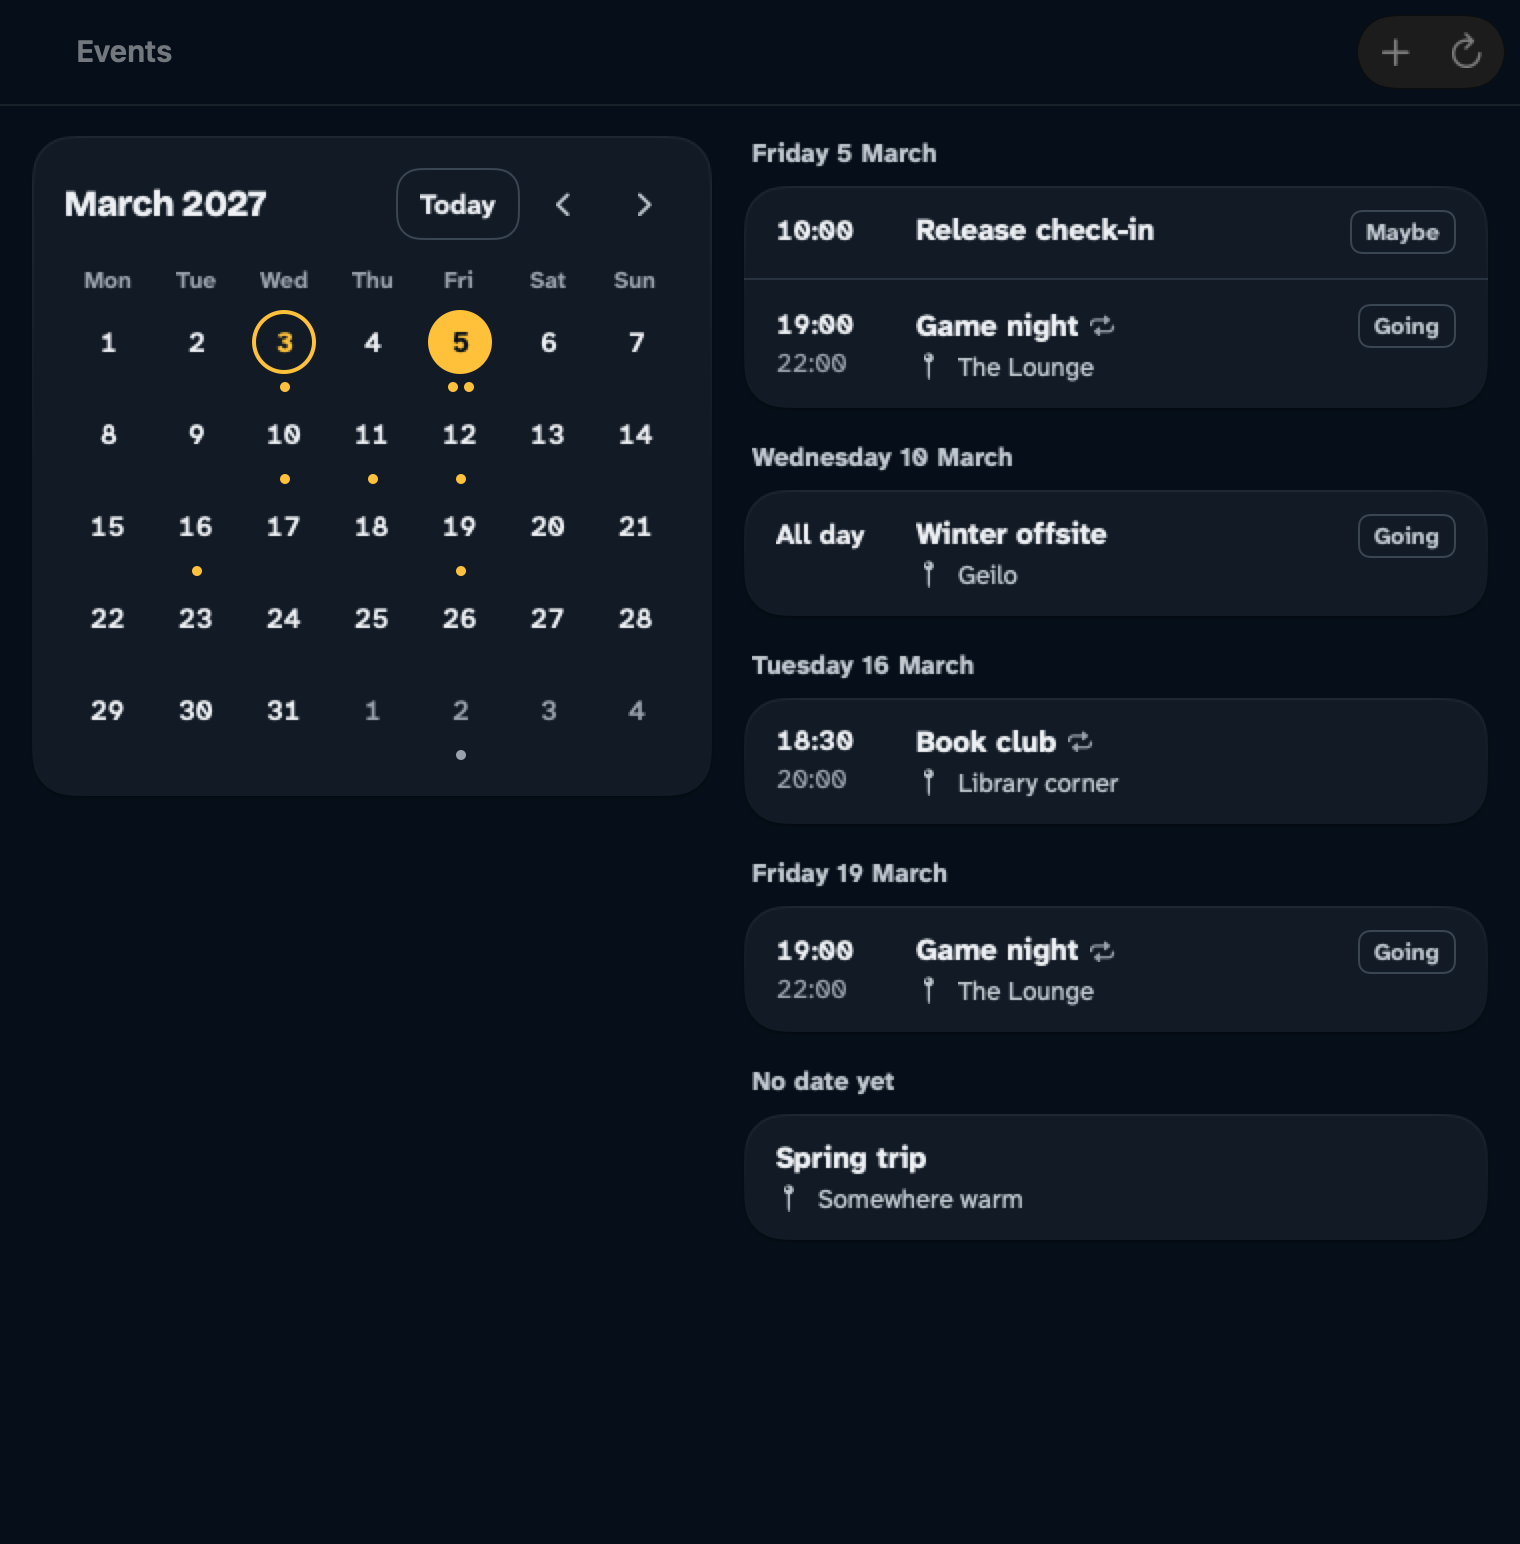 Events
March 2027
Today
Mon Tue Wed Thu Fri Sat Sun
1 2 3 4 5 6 7
8 9 10 11 12 13 14
15 16 17 18 19 20 21
22 23 24 25 26 27 28
29 30 31 1 2 3 4
Friday 5 March
10:00 Release check-in Maybe
19:00 Game night Going
22:00 The Lounge
Wednesday 10 March
All day Winter offsite Going
Geilo
Tuesday 16 March
18:30 Book club
20:00 Library corner
Friday 19 March
19:00 Game night Going
22:00 The Lounge
No date yet
Spring trip
Somewhere warm